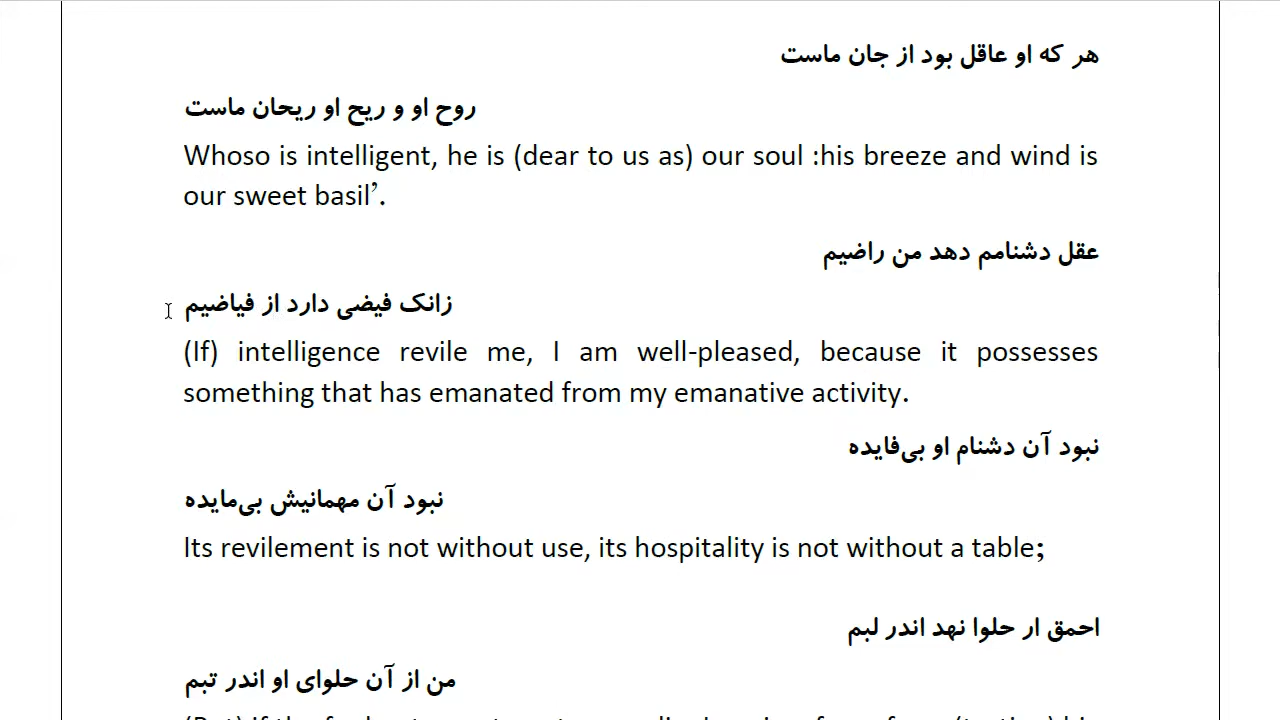 هر که او عاقل بود از جان ماست
روح او و ریح او ریحان ماست
Whoso is intelligent, he is (dear to us as) our soul :his breeze and wind is
our sweet basil’.
عقل دشنامم دهد من راضیم
زانک فیضی دارد از فیاضیم
(If) intelligence revile me, I am well-pleased, because it possesses
something that has emanated from my emanative activity.
نبود آن دشنام او بی‌فایده
نبود آن مهمانیش بی‌مایده
Its revilement is not without use, its hospitality is not without a table;
احمق ار حلوا نهد اندر لبم
من از آن حلوای او اندر تبم